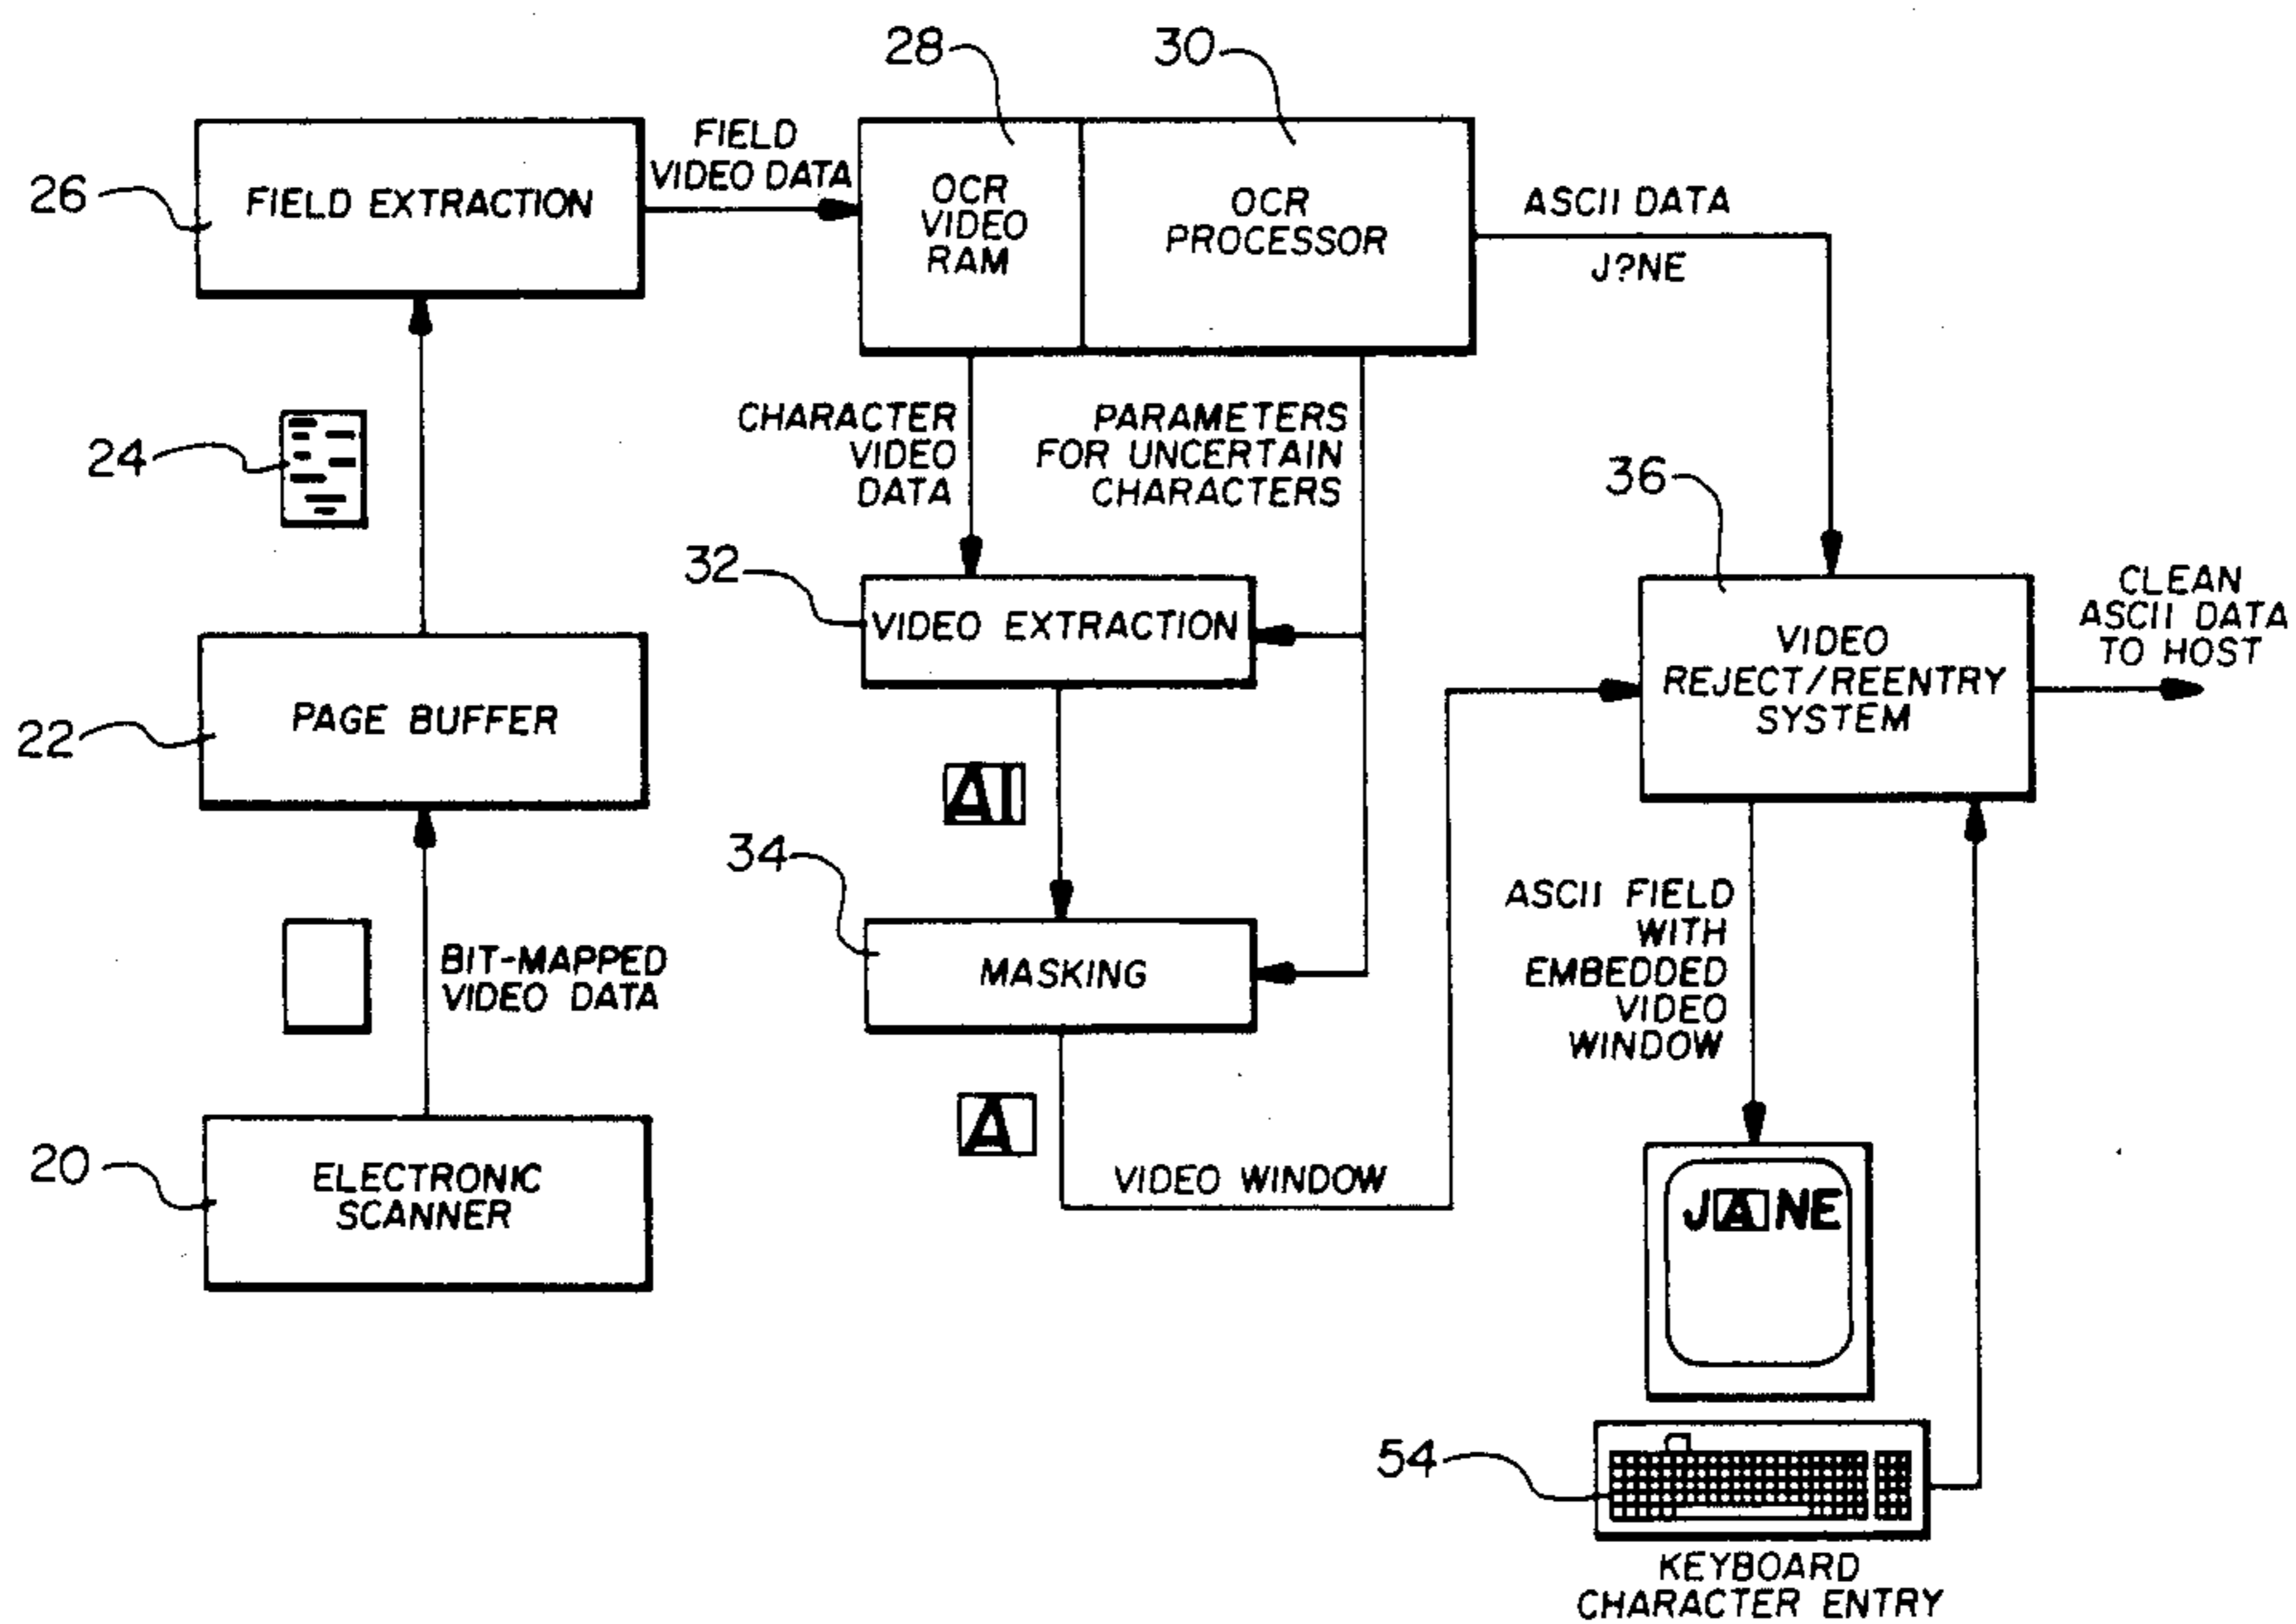 28
30
FIELD
VIDEO DATA
26
FIELD EXTRACTION
OCR
VIDEO
RAM
OCR
PROCESSOR
ASCII DATA
J?NE
24
CHARACTER
VIDEO
DATA
PARAMETERS
FOR UNCERTAIN
CHARACTERS
36
32
VIDEO EXTRACTION
VIDEO
REJECT/REENTRY
SYSTEM
CLEAN
ASCII DATA
TO HOST
22
PAGE BUFFER
AI
34
MASKING
BIT-MAPPED
VIDEO DATA
ASCII FIELD
WITH
EMBEDDED
VIDEO
WINDOW
A
20
ELECTRONIC
SCANNER
VIDEO WINDOW
JANE
54
KEYBOARD
CHARACTER ENTRY